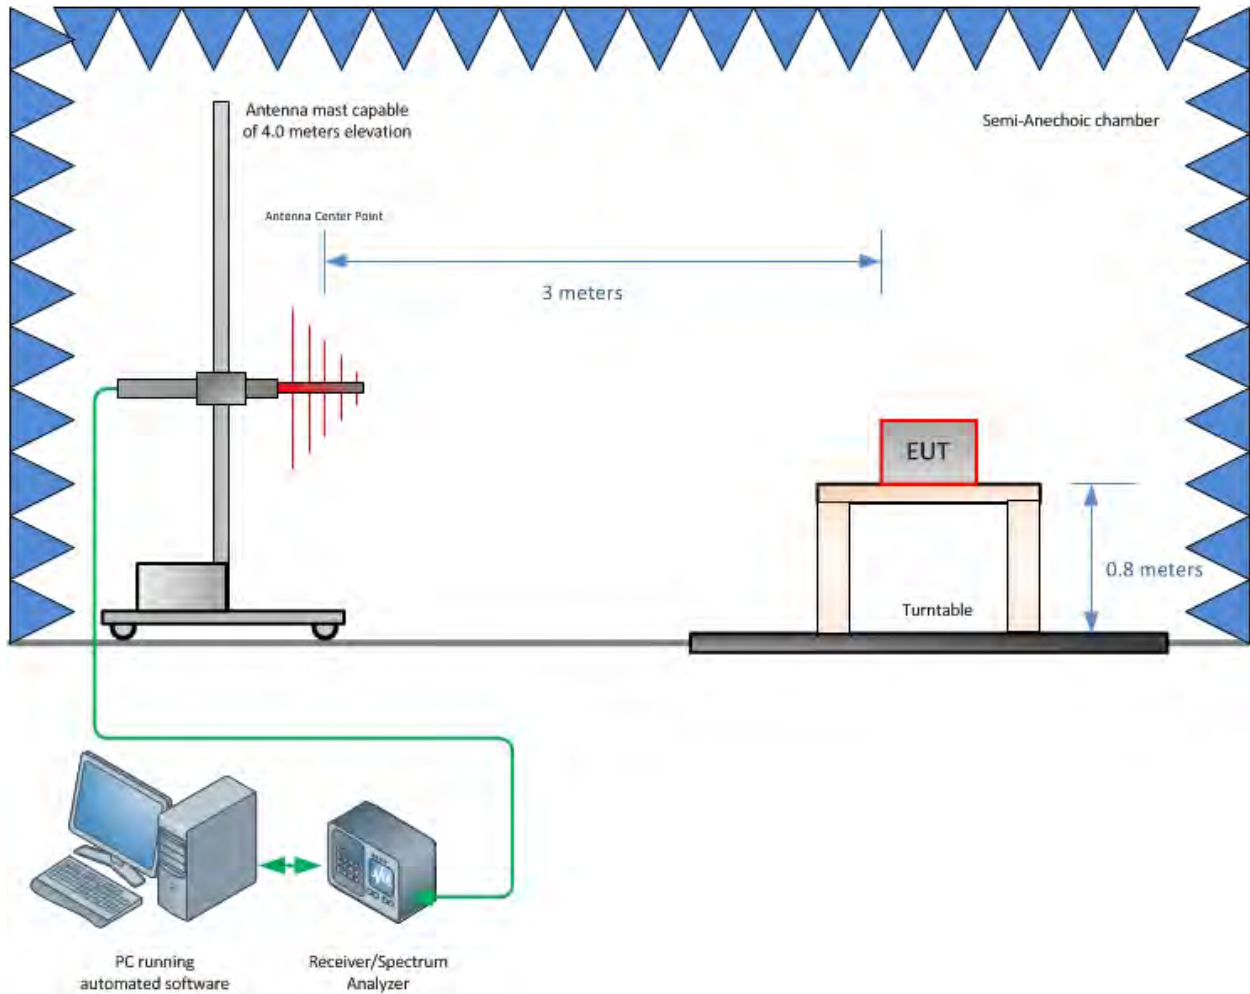 Antenna mast capable
of 4.0 meters elevation
Semi-Anechoic chamber
Antenna Center Point
3 meters
EUT
0.8 meters
Turntable
PC running
automated software
Receiver/Spectrum
Analyzer